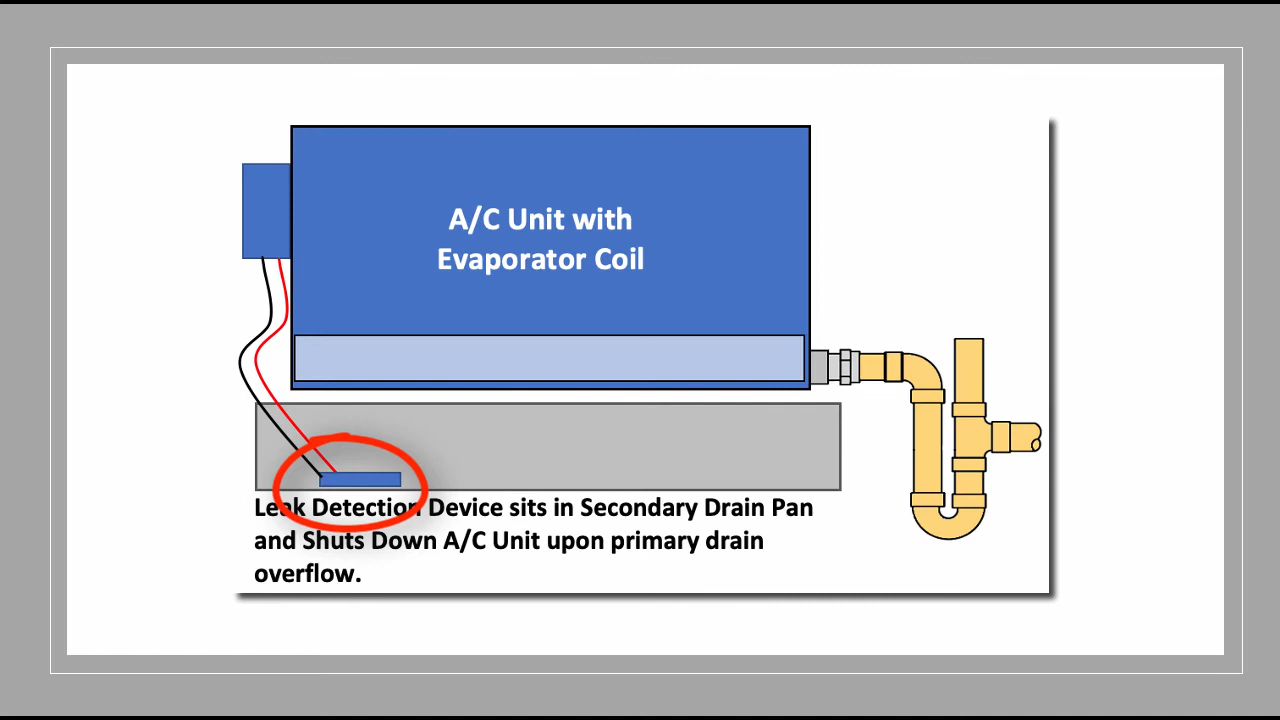 A/C Unit with
Evaporator Coil
Leak Detection Device sits in Secondary Drain Pan
and Shuts Down A/C Unit upon primary drain
overflow.